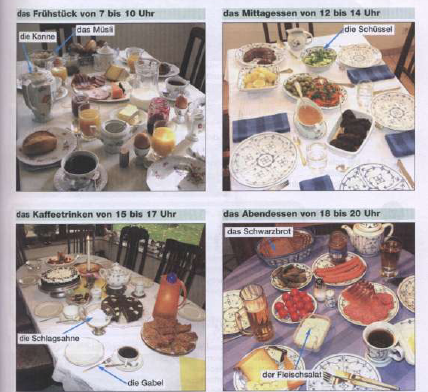 das Frühstück von 7 bis 10 Uhr
die Kanne
das Müsli
das Mittagessen von 12 bis 14 Uhr
die Schüssel
das Kaffeetrinken von 15 bis 17 Uhr
die Schlagsahne
die Gabel
das Abendessen von 18 bis 20 Uhr
das Schwarzbrot
der Fleischsalat